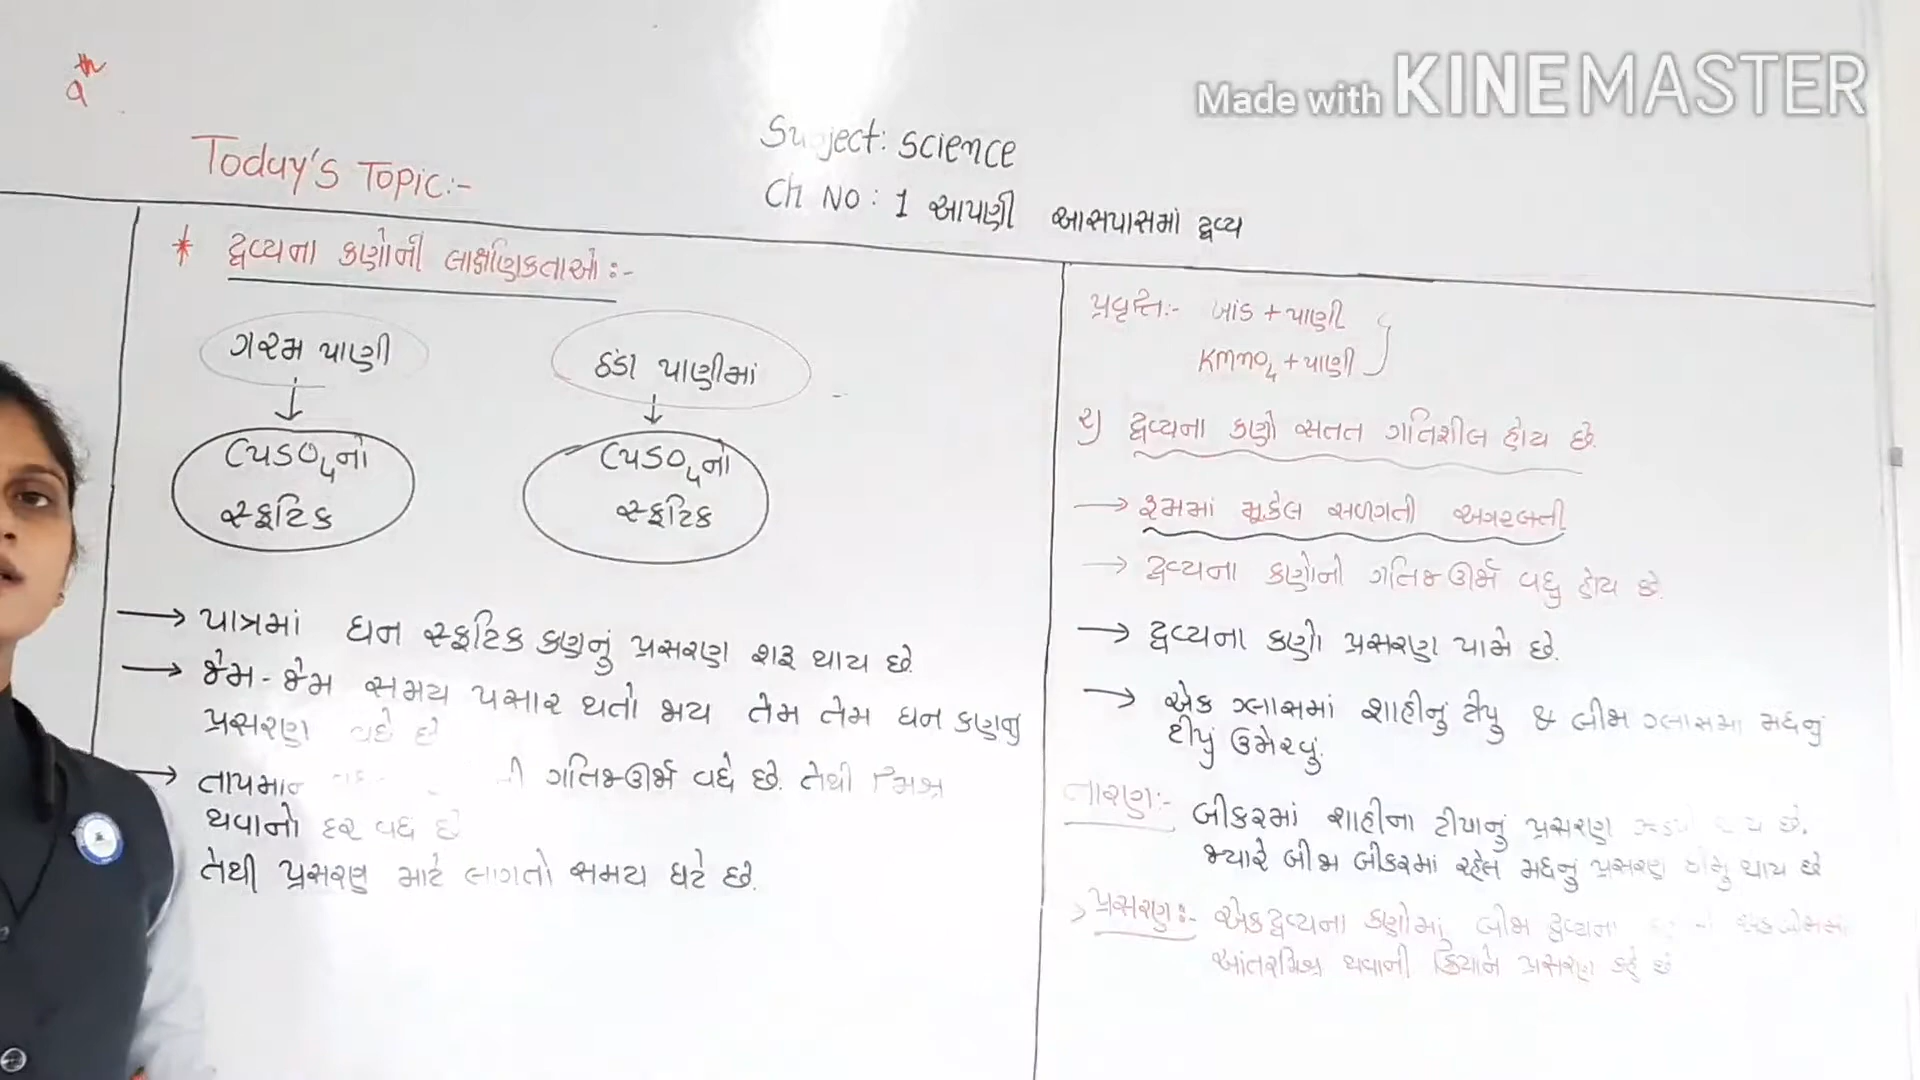 9th
Made with KINEMASTER
Subject: Science
Today's Topic:-
Ch NO : 1 આપણી આસપાસમાં દ્રવ્ય
* દ્રવ્યના કણોની લાક્ષણિકતાઓ :-
ગરમ પાણી
ઠંડા પાણીમાં
CuSO4નો
સ્ફટિક
CuSO4નો
સ્ફટિક
→ પાત્રમાં ઘન સ્ફટિક કણનું પ્રસરણ શરૂ થાય છે.
→ જેમ-જેમ સમય પસાર થતો જાય તેમ તેમ ઘન કણનુ
પ્રસરણ વધે છે
→ તાપમાન ગતિજઊર્જા વધે છે. તેથી મિશ્ર
થવાનો દર વધે છે
તેથી પ્રસરણ માટે લાગતો સમય ઘટે છે.
પ્રવૃત્તિ:- ખાંડ + પાણી
KMnO4 + પાણી
૨) દ્રવ્યના કણો સતત ગતિશીલ હોય છે.
→ રૂમમાં મૂકેલ સળગતી અગરબત્તી
→ દ્રવ્યના કણોની ગતિજઊર્જા વધુ હોય છે.
→ દ્રવ્યના કણો પ્રસરણ પામે છે.
→ એક ગ્લાસમાં શાહીનું ટીપુ & બીજા ગ્લાસમા મધનું
ટીપું ઉમેરવું.
તારણ:- બીકરમાં શાહીના ટીપાનું પ્રસરણ થાય છે.
જ્યારે બીજા બીકરમાં રહેલ મધનું પ્રસરણ ધીમુ થાય છે
પ્રસરણ:- એક દ્રવ્યના કણોમાં બીજા દ્રવ્યના
આંતરમિશ્ર થવાની ક્રિયાને પ્રસરણ કહે છે